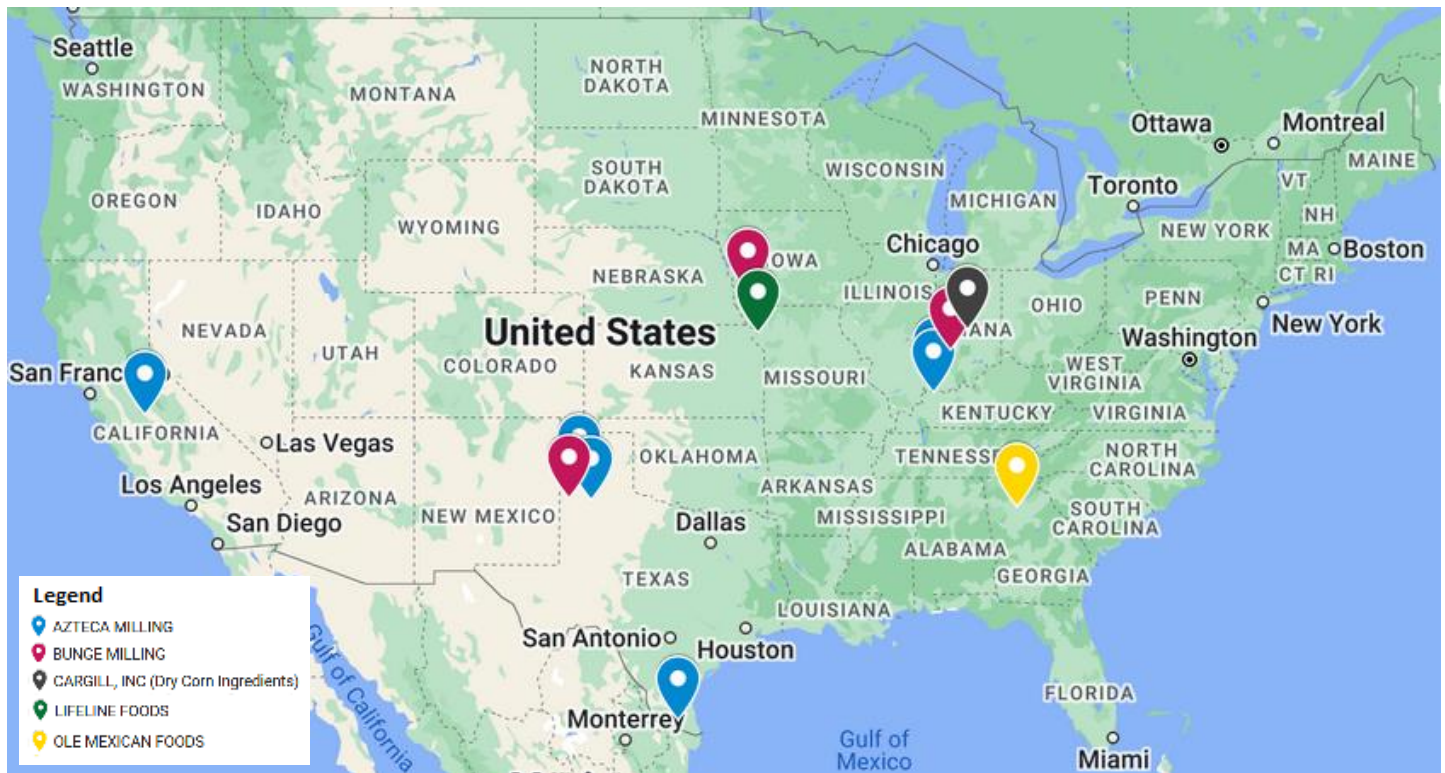 Seattle
WASHINGTON
MONTANA
NORTH
DAKOTA
MINNESOTA
Ottawa
Montreal
MAINE
OREGON
IDAHO
WYOMING
SOUTH
DAKOTA
WISCONSIN
MICHIGAN
Toronto
VT
NH
NEW YORK
MA
Boston
CT RI
NEBRASKA
OWA
Chicago
ILLINOIS
OHIO
PENN
New York
NEVADA
UTAH
COLORADO
United States
KANSAS
MISSOURI
ANA
WEST
VIRGINIA
Washington
San Franc o
CALIFORNIA
Las Vegas
KENTUCKY
VIRGINIA
Los Angeles
ARIZONA
NEW MEXICO
OKLAHOMA
ARKANSAS
TENNESSE
NORTH
CAROLINA
San Diego
Dallas
MISSISSIPPI
ALABAMA
SOUTH
CAROLINA
GEORGIA
TEXAS
LOUISIANA
San Antonio
Houston
FLORIDA
Monterrey
Gulf of
Mexico
Miami
Gulf of California
Legend
AZTECA MILLING
BUNGE MILLING
CARGILL, INC (Dry Corn Ingredients)
LIFELINE FOODS
OLE MEXICAN FOODS